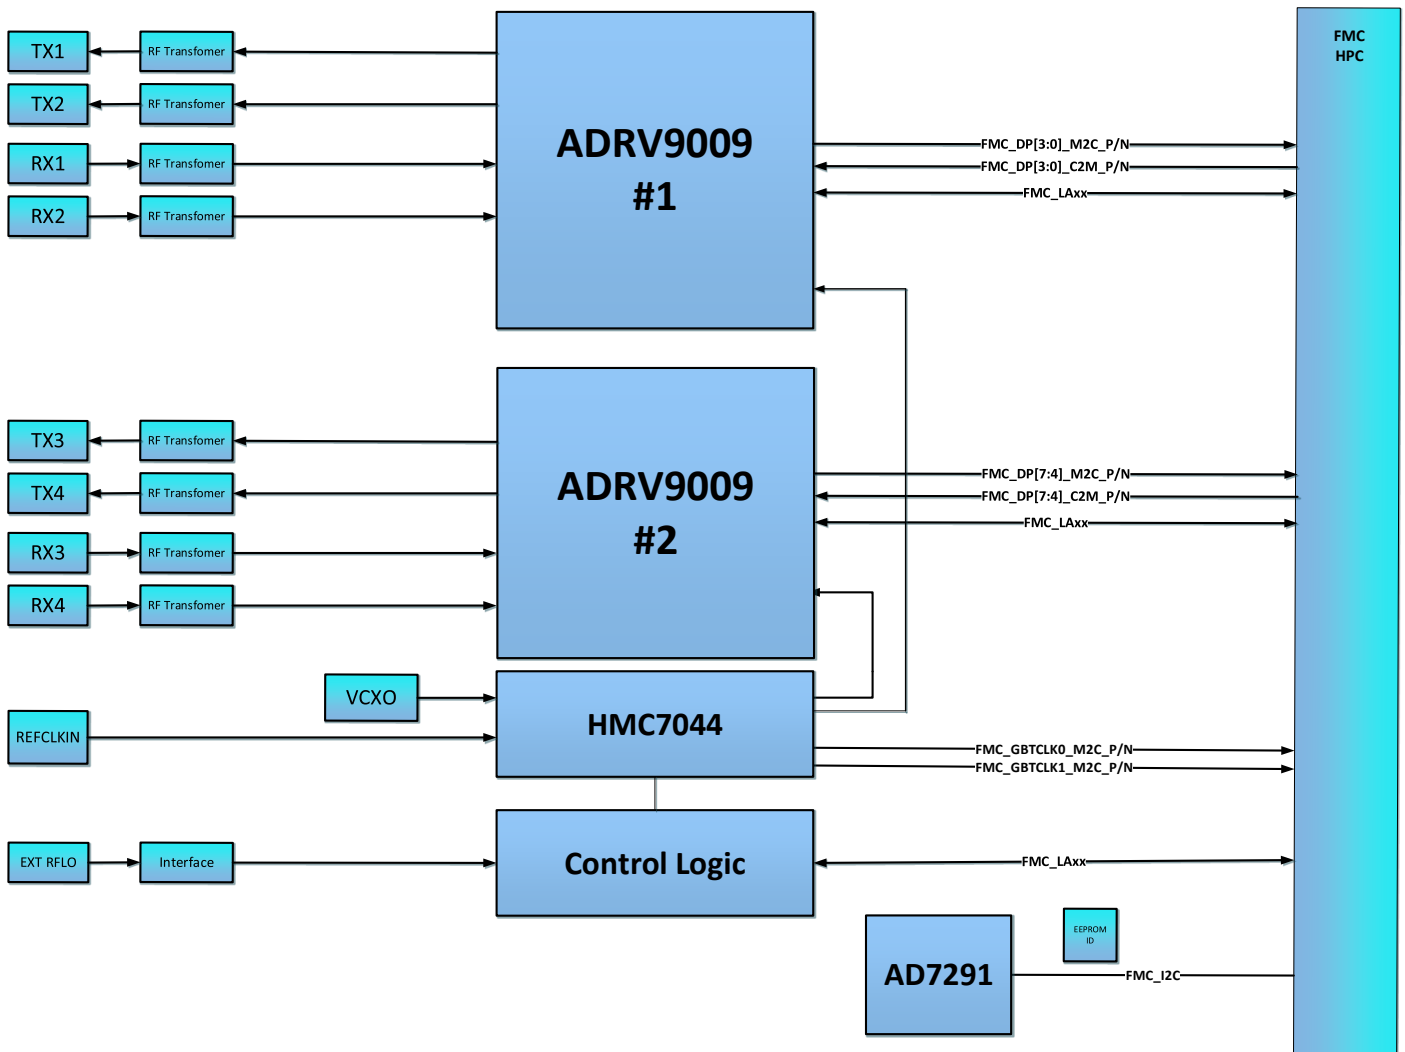 TX1
RF Transfomer
TX2
RF Transfomer
RX1
RF Transfomer
RX2
RF Transfomer
ADRV9009
#1
FMC_DP[3:0]_M2C_P/N
FMC_DP[3:0]_C2M_P/N
FMC_LAxx
FMC
HPC
TX3
RF Transfomer
TX4
RF Transfomer
RX3
RF Transfomer
RX4
RF Transfomer
ADRV9009
#2
FMC_DP[7:4]_M2C_P/N
FMC_DP[7:4]_C2M_P/N
FMC_LAxx
VCXO
REFCLKIN
HMC7044
FMC_GBTCLK0_M2C_P/N
FMC_GBTCLK1_M2C_P/N
EXT RFLO
Interface
Control Logic
FMC_LAxx
AD7291
EEPROM
ID
FMC_I2C